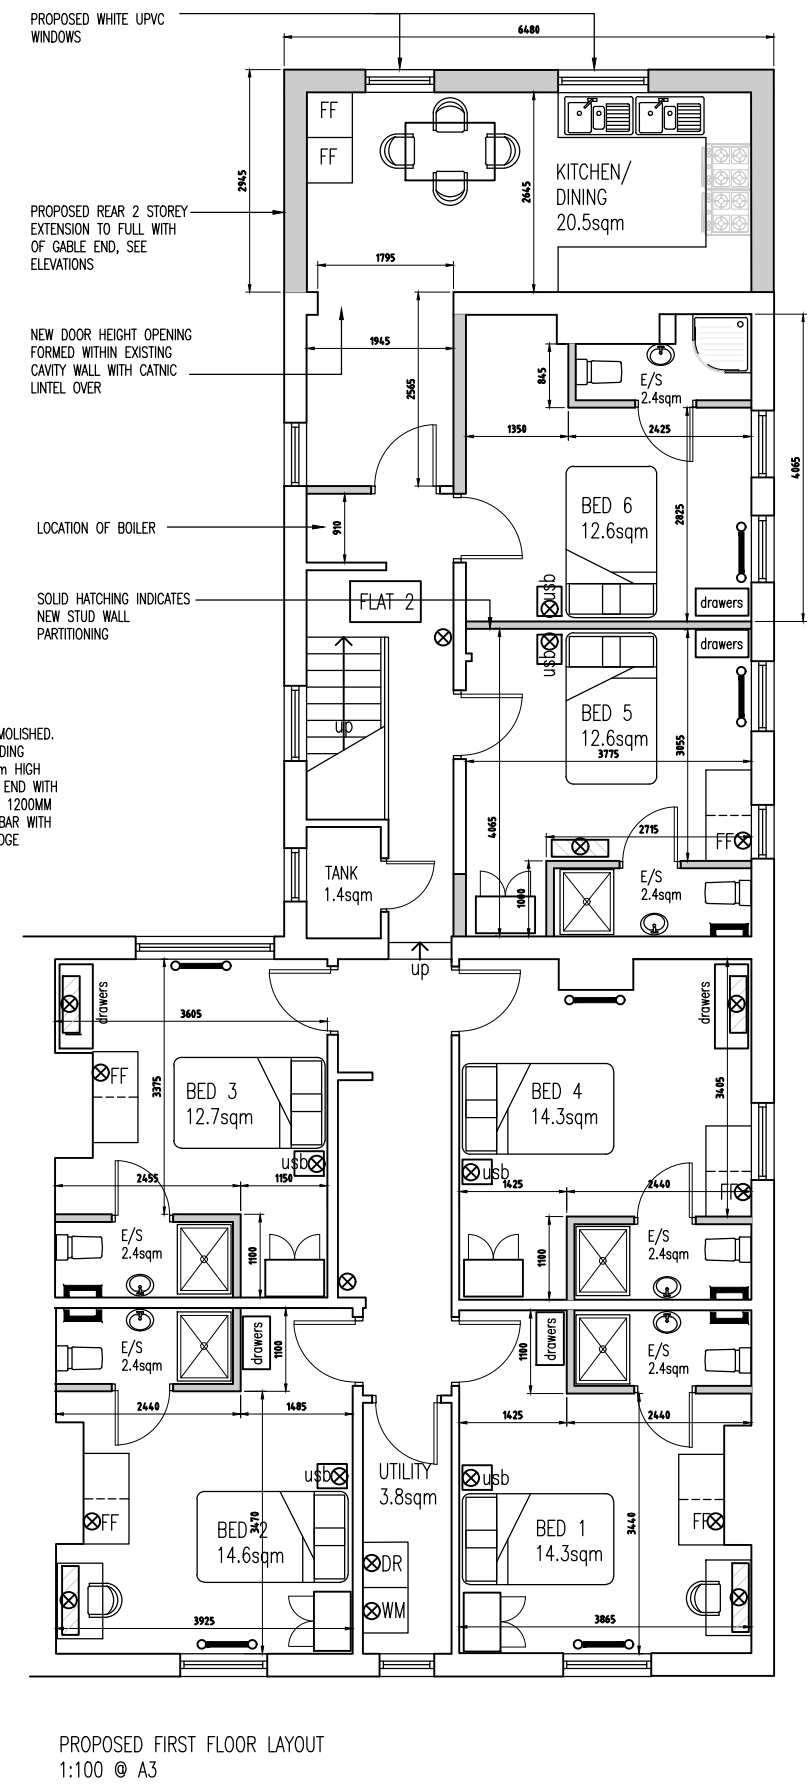 PROPOSED WHITE UPVC
WINDOWS
6480
2945
FF
FF
2645
KITCHEN/
DINING
20.5sqm
PROPOSED REAR 2 STOREY
EXTENSION TO FULL WITH
OF GABLE END, SEE
ELEVATIONS
1795
NEW DOOR HEIGHT OPENING
FORMED WITHIN EXISTING
CAVITY WALL WITH CATNIC
LINTEL OVER
1945
2565
845
E/S
2.4sqm
1350
2425
4065
BED 6
12.6sqm
2825
910
LOCATION OF BOILER
usb
drawers
SOLID HATCHING INDICATES
NEW STUD WALL
PARTITIONING
FLAT 2
usb
drawers
up
BED 5
12.6sqm
3775
3055
MOLISHED.
DING
m HIGH
END WITH
1200MM
BAR WITH
DGE
4065
2715
FF
TANK
1.4sqm
1000
E/S
2.4sqm
up
drawers
3605
FF
3375
BED 3
12.7sqm
usb
2455
1150
E/S
2.4sqm
1100
drawers
3405
BED 4
14.3sqm
usb
1425
2440
FF
1100
E/S
2.4sqm
E/S
2.4sqm
drawers
1100
2440
1485
1100
drawers
E/S
2.4sqm
1425
2440
usb
UTILITY
3.8sqm
usb
FF
BED 2
14.6sqm
3470
DR
WM
BED 1
14.3sqm
3440
FF
3925
3865
PROPOSED FIRST FLOOR LAYOUT
1:100 @ A3